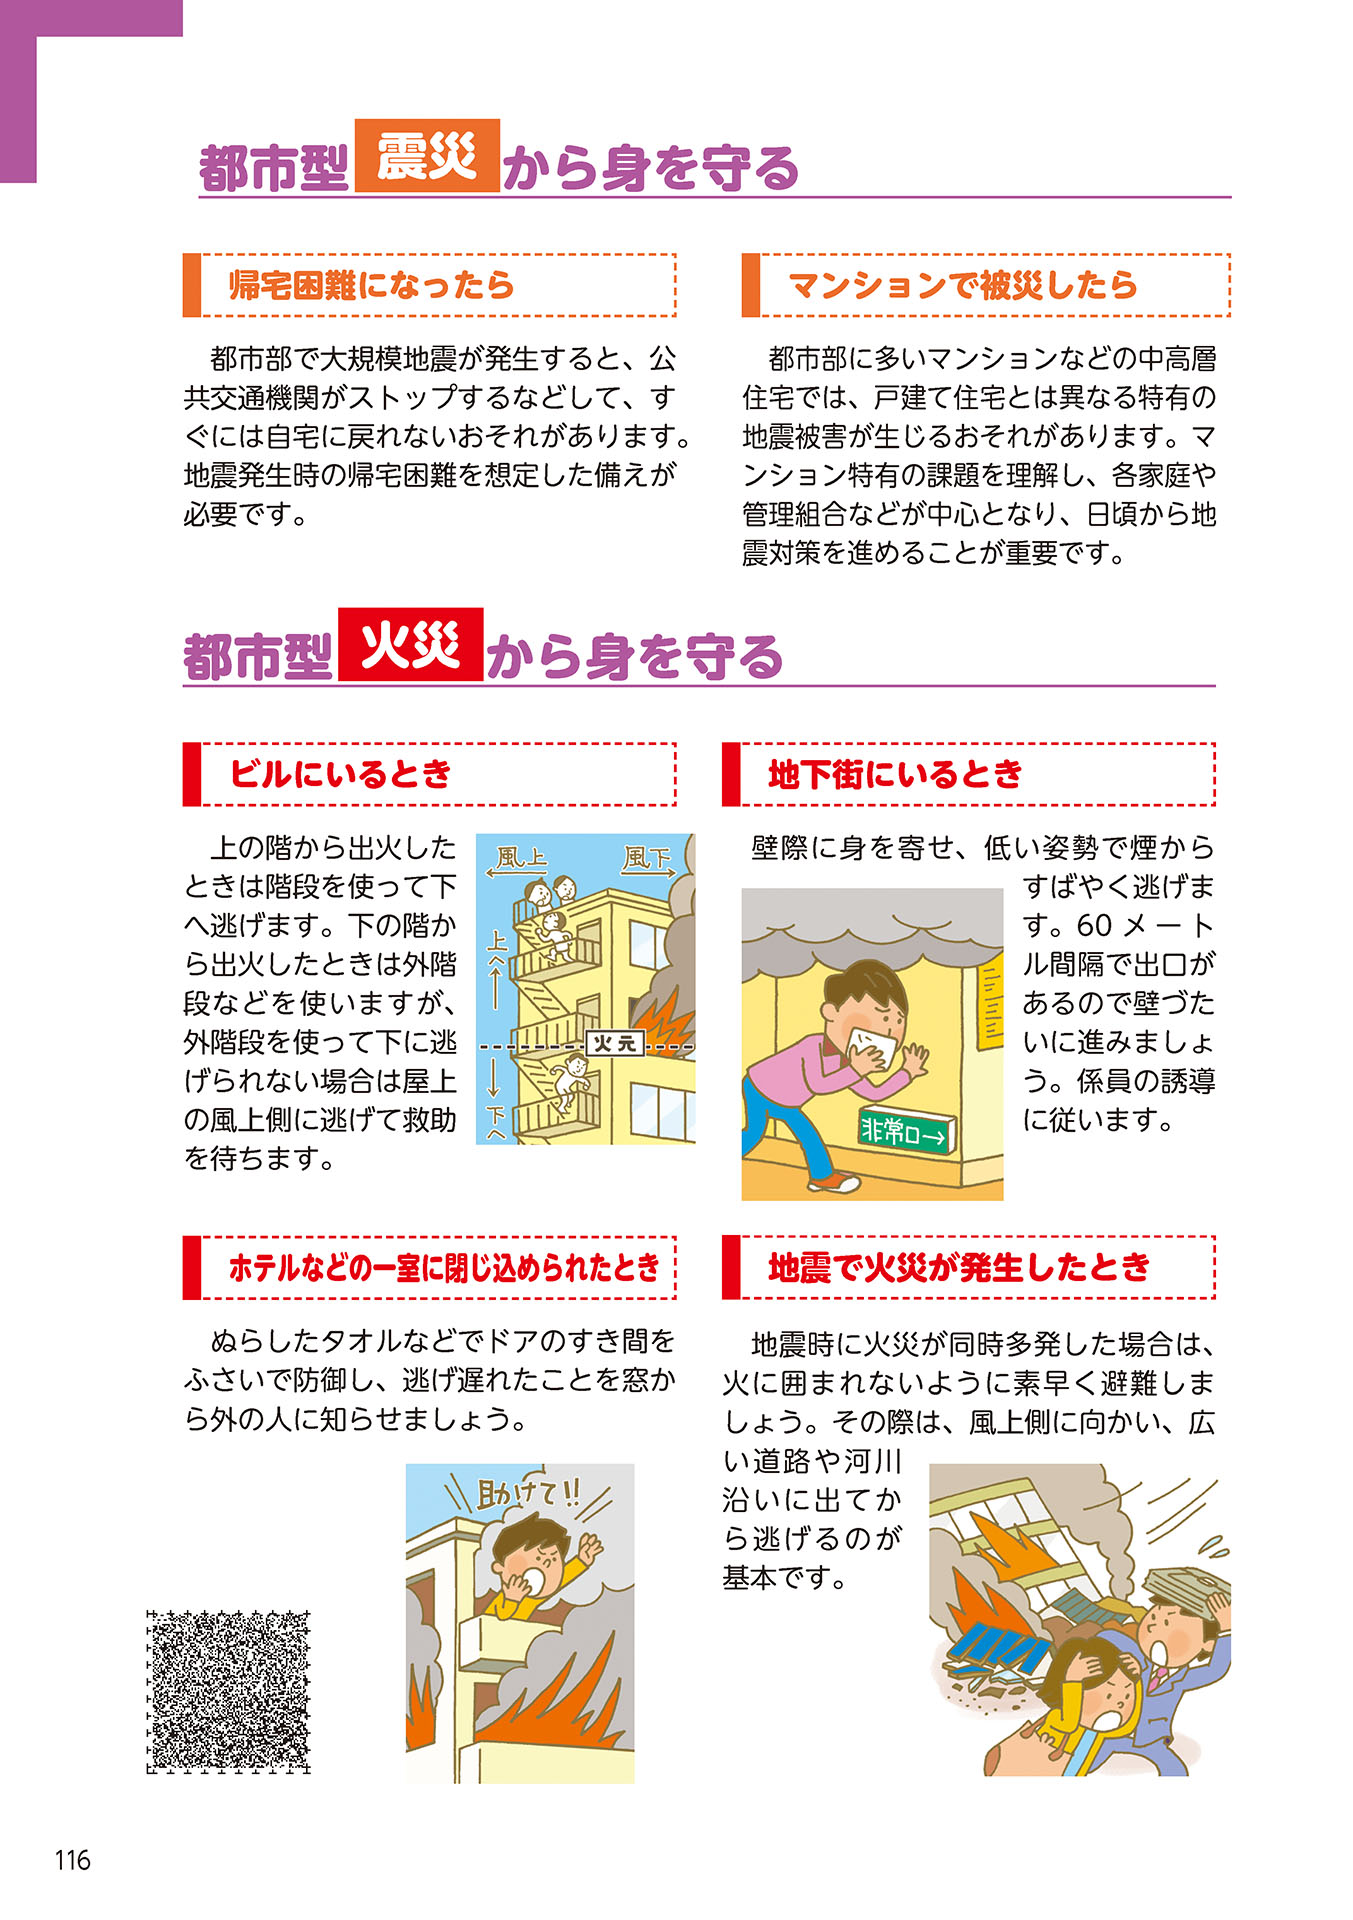 都市型 震災 から身を守る
帰宅困難になったら
都市部で大規模地震が発生すると、公
共交通機関がストップするなどして、す
ぐには自宅に戻れないおそれがあります。
地震発生時の帰宅困難を想定した備えが
必要です。
マンションで被災したら
都市部に多いマンションなどの中高層
住宅では、戸建て住宅とは異なる特有の
地震被害が生じるおそれがあります。マ
ンション特有の課題を理解し、各家庭や
管理組合などが中心となり、日頃から地
震対策を進めることが重要です。
都市型 火災 から身を守る
ビルにいるとき
上の階から出火した
ときは階段を使って下
へ逃げます。下の階か
ら出火したときは外階
段などを使いますが、
外階段を使って下に逃
げられない場合は屋上
の風上側に逃げて救助
を待ちます。
風上
風下
上へ
火元
下へ
地下街にいるとき
壁際に身を寄せ、低い姿勢で煙から
すばやく逃げま
す。60メート
ル間隔で出口が
あるので壁づた
いに進みましょ
う。係員の誘導
に従います。
非常口→
ホテルなどの一室に閉じ込められたとき
ぬらしたタオルなどでドアのすき間を
ふさいで防御し、逃げ遅れたことを窓か
ら外の人に知らせましょう。
助けて!!
地震で火災が発生したとき
地震時に火災が同時多発した場合は、
火に囲まれないように素早く避難しま
しょう。その際は、風上側に向かい、広
い道路や河川
沿いに出てか
ら逃げるのが
基本です。
116